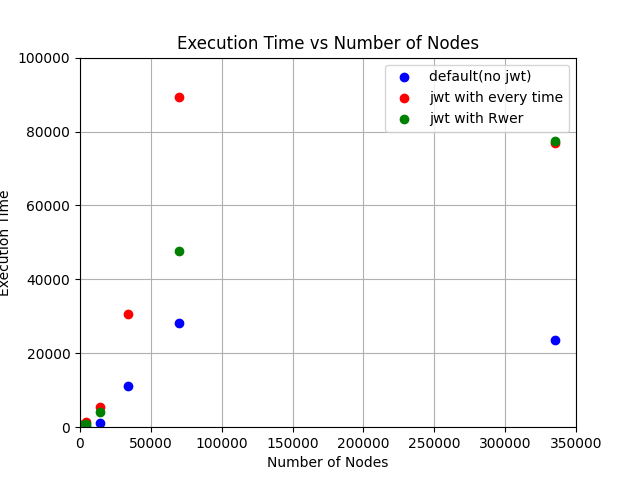 Execution Time vs Number of Nodes
100000
80000
60000
40000
20000
0
Execution Time
default(no jwt)
jwt with every time
jwt with Rwer
0 50000 100000 150000 200000 250000 300000 350000
Number of Nodes